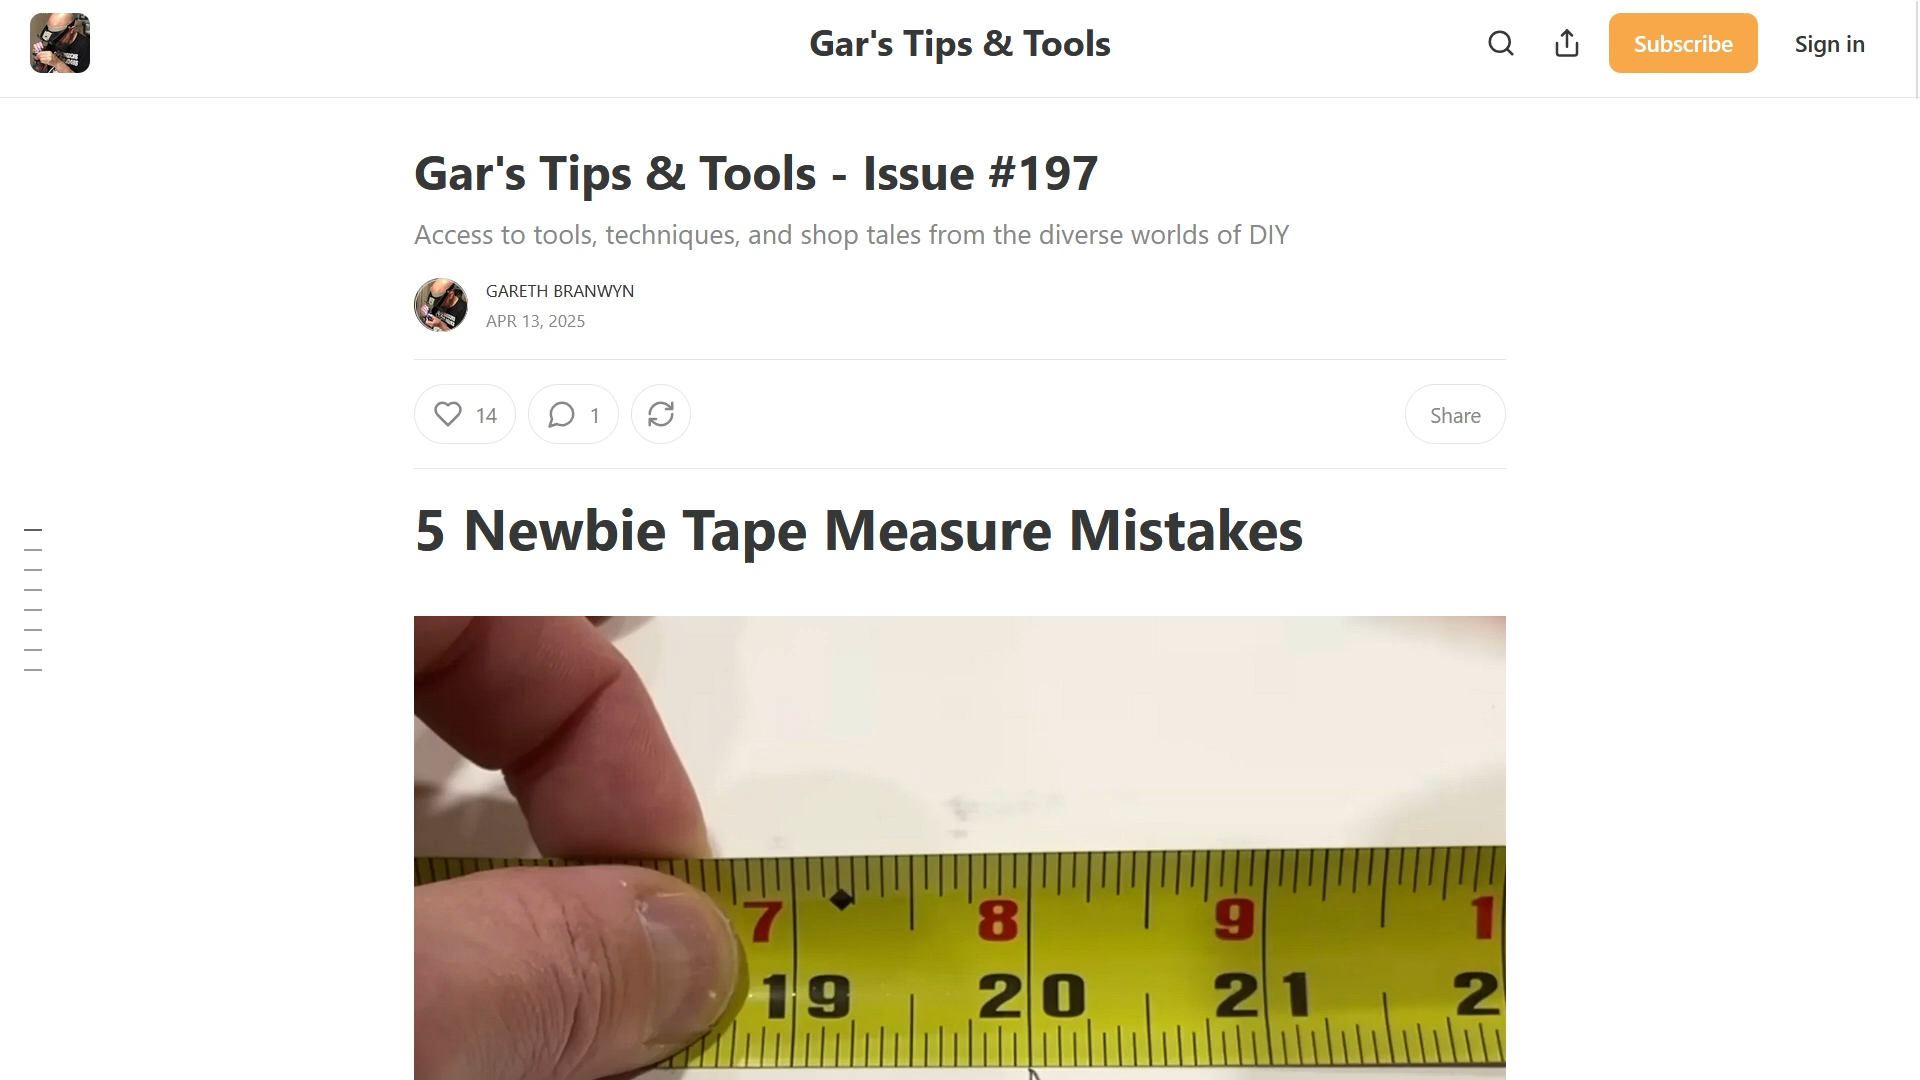 Gar's Tips & Tools
Subscribe
Sign in
Gar's Tips & Tools - Issue #197
Access to tools, techniques, and shop tales from the diverse worlds of DIY
GARETH BRANWYN
APR 13, 2025
14
1
Share
5 Newbie Tape Measure Mistakes
7 8 9 1
19 20 21 2